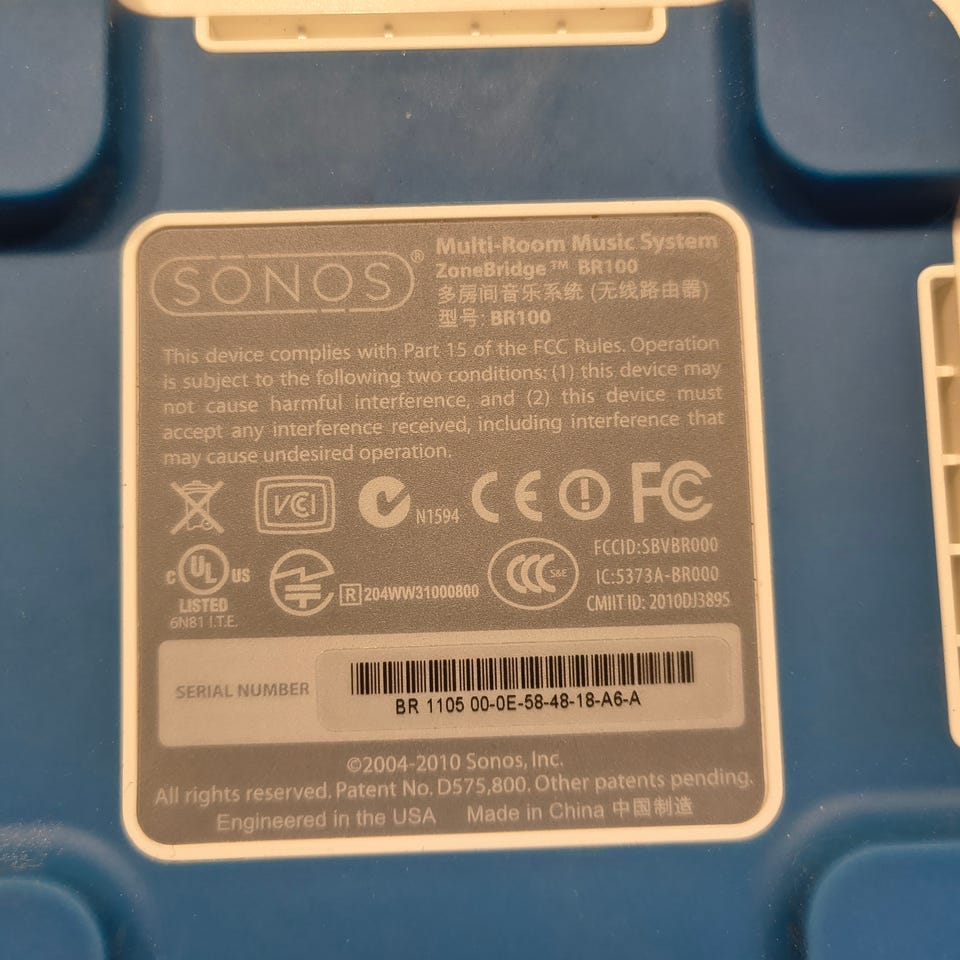 SONOS®
Multi-Room Music System
ZoneBridge™ BR100
多房间音乐系统 (无线路由器)
型号: BR100
This device complies with Part 15 of the FCC Rules. Operation
is subject to the following two conditions: (1) this device may
not cause harmful interference, and (2) this device must
accept any interference received, including interference that
may cause undesired operation.
VCCI
N1594
CE
FC
FCCID:SBVBR000
IC:5373A-BR000
CMIIT ID: 2010DJ3895
C UL US
LISTED
6N81 I.T.E.
R 204WW31000800
CCC S&E
SERIAL NUMBER
BR 1105 00-0E-58-48-18-A6-A
©2004-2010 Sonos, Inc.
All rights reserved. Patent No. D575,800. Other patents pending.
Engineered in the USA Made in China 中国制造